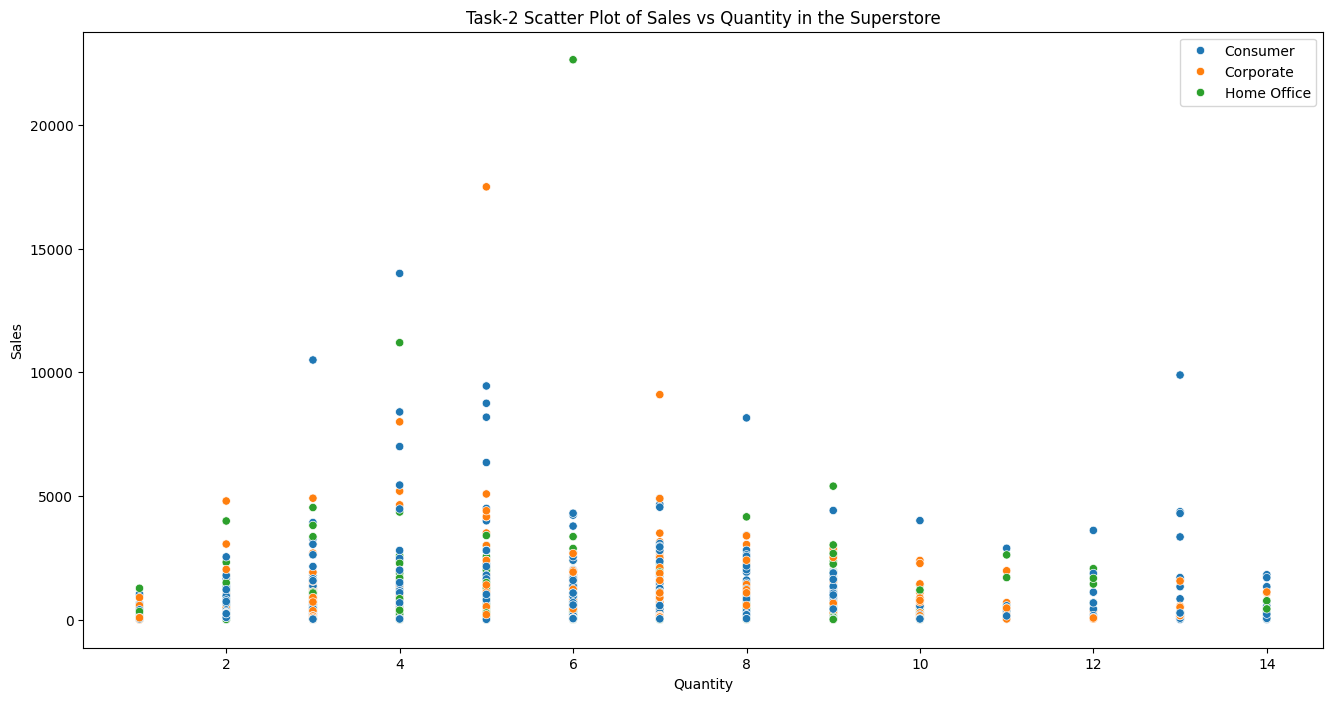 Task-2 Scatter Plot of Sales vs Quantity in the Superstore
Consumer
Corporate
Home Office
20000
15000
10000
5000
0
Sales
2 4 6 8 10 12 14
Quantity